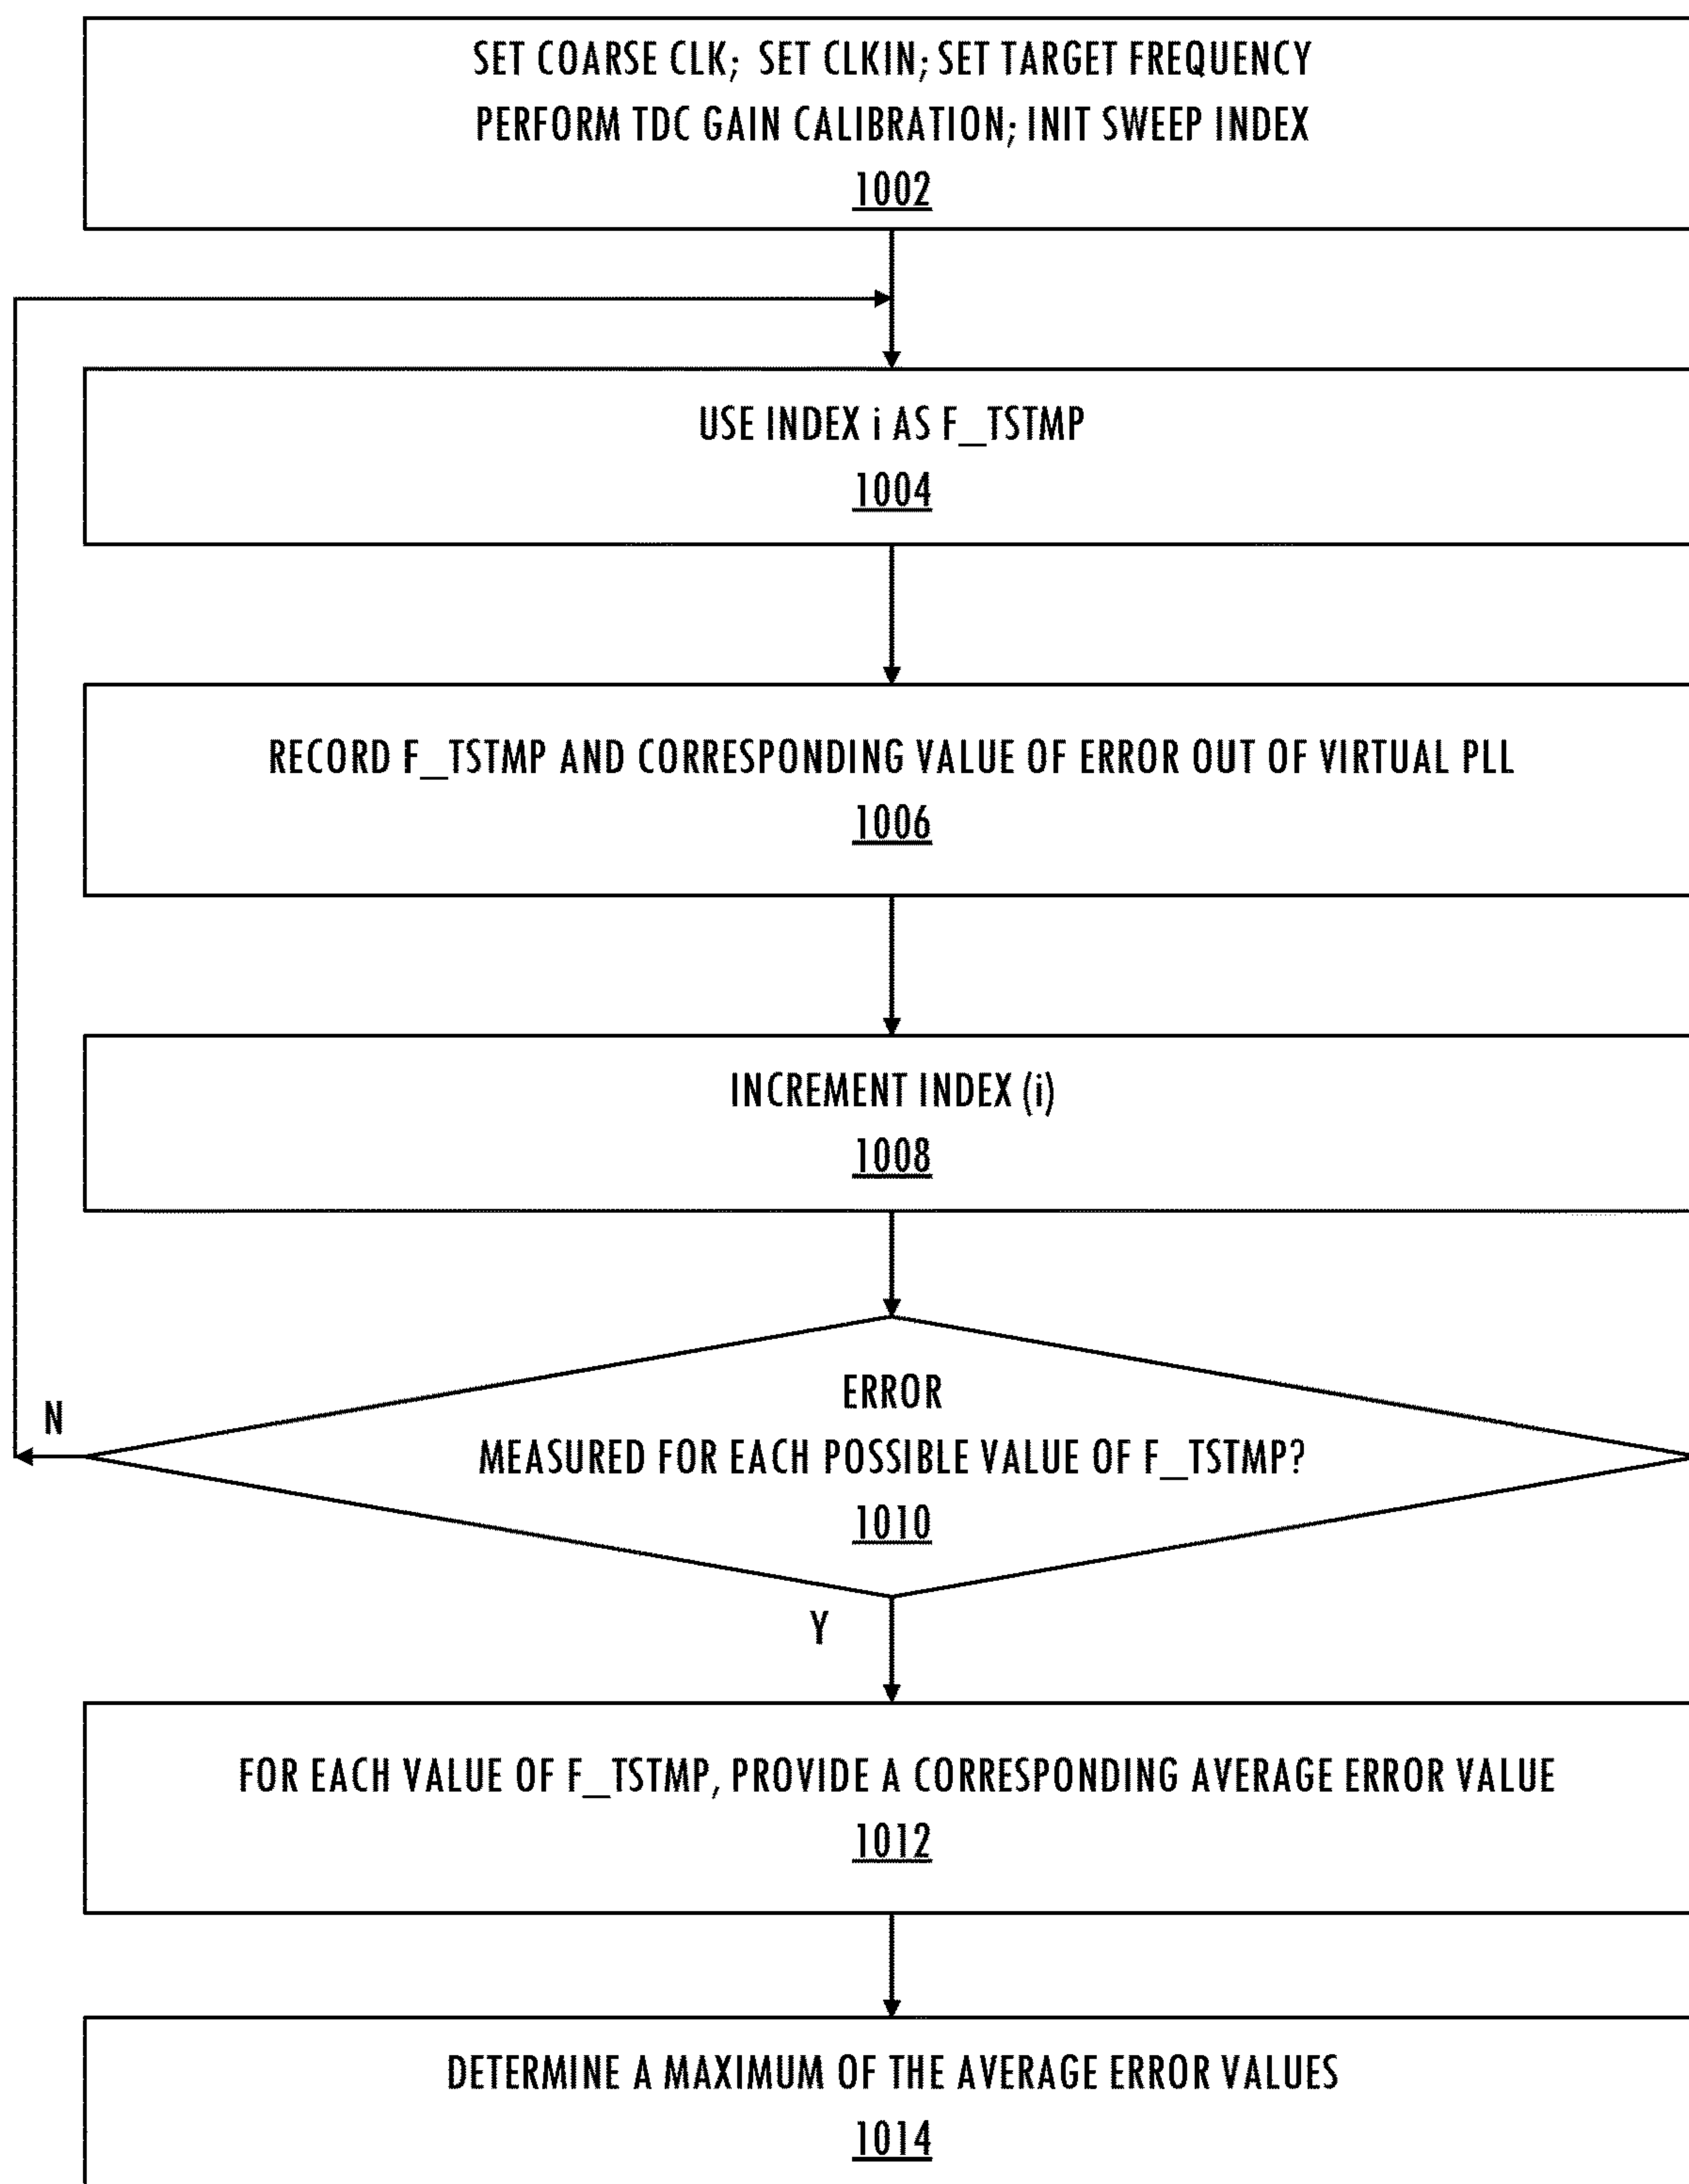 SET COARSE CLK; SET CLKIN; SET TARGET FREQUENCY
PERFORM TDC GAIN CALIBRATION; INIT SWEEP INDEX
1002
USE INDEX i AS F_TSTMP
1004
RECORD F_TSTMP AND CORRESPONDING VALUE OF ERROR OUT OF VIRTUAL PLL
1006
INCREMENT INDEX (i)
1008
ERROR
MEASURED FOR EACH POSSIBLE VALUE OF F_TSTMP?
1010
N
Y
FOR EACH VALUE OF F_TSTMP, PROVIDE A CORRESPONDING AVERAGE ERROR VALUE
1012
DETERMINE A MAXIMUM OF THE AVERAGE ERROR VALUES
1014